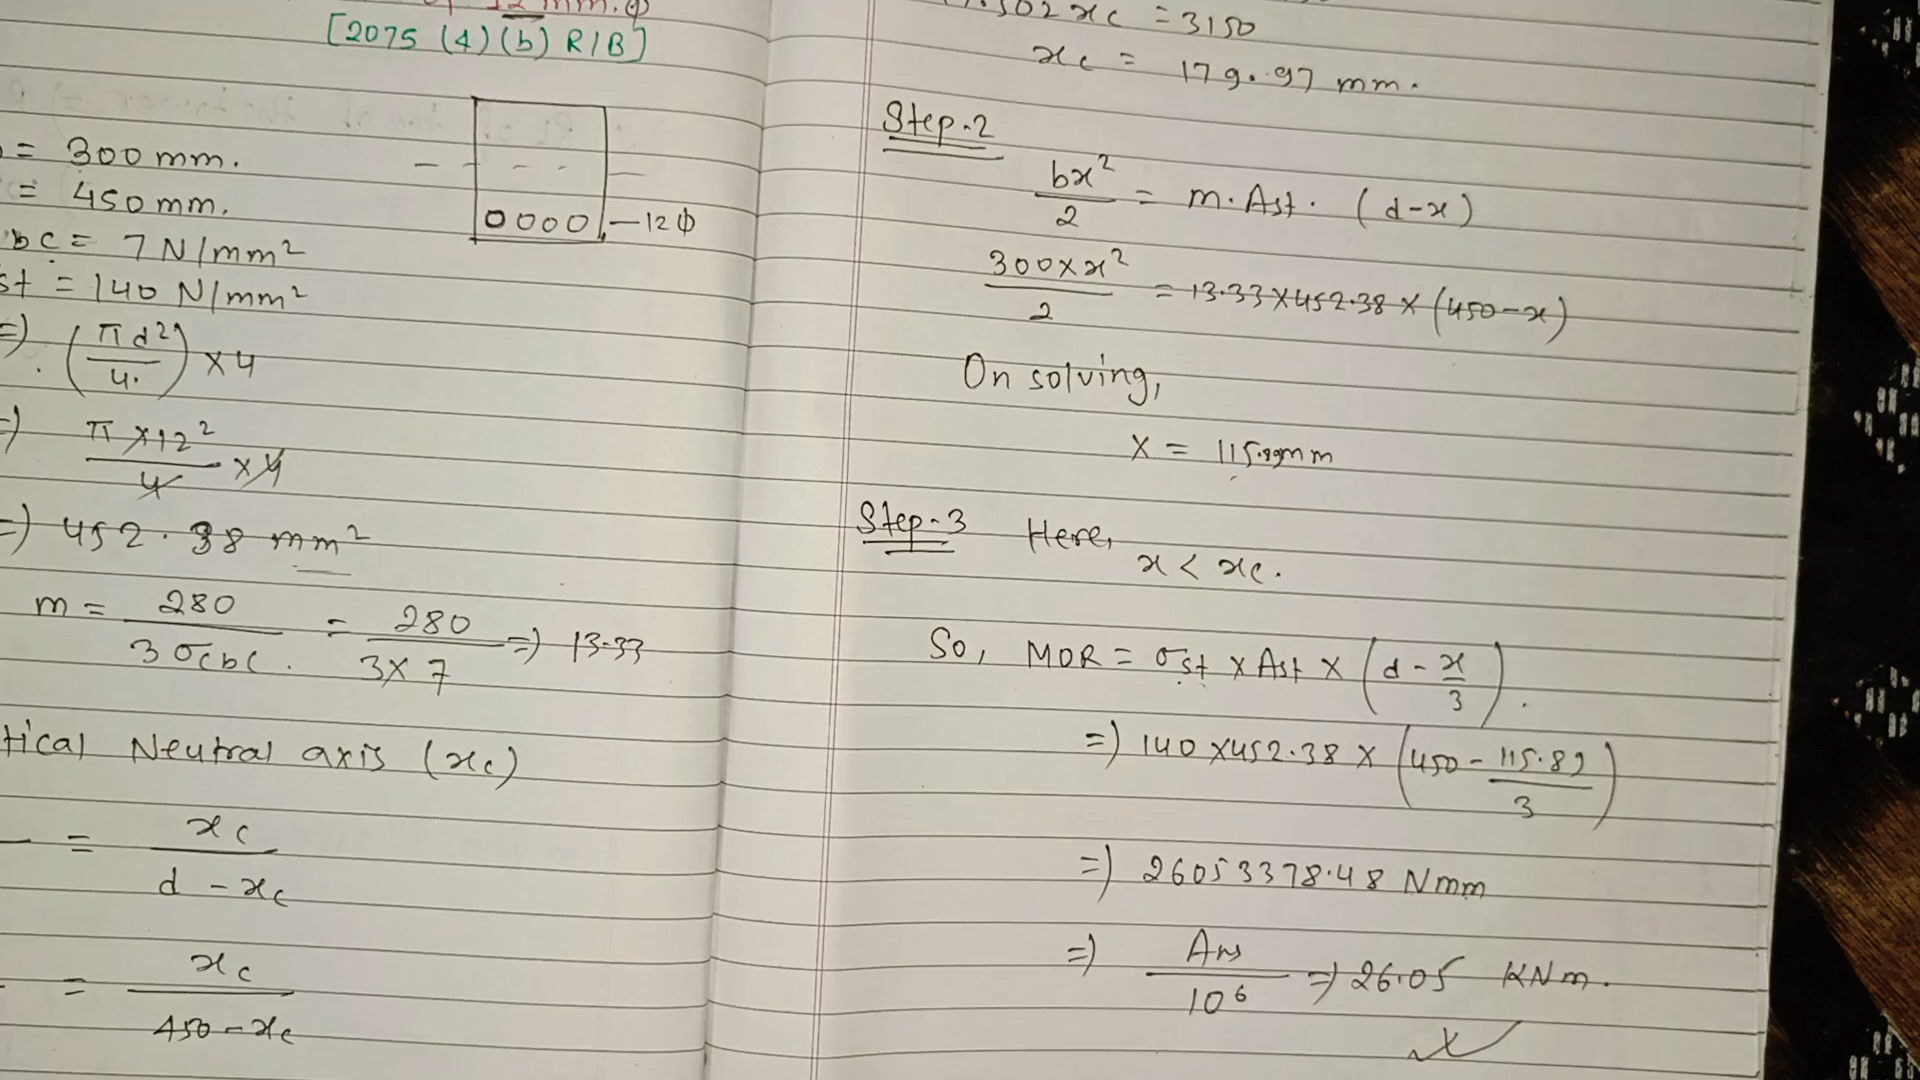 12 mm.ф
[2075 (4)(b) R/B]
= 300 mm.
= 450 mm.
0000 - 12 ф
bc = 7 N/mm²
st = 140 N/mm²
=) (πd²/4.) × 4
=) π × 12²/4 × 4
=) 452.38 mm²
m = 280/3σcbc. = 280/3×7 =) 13.33
tical Neutral axis (xc)
= xc/d - xc
= xc/450 - xc
.502 xc = 3150
xc = 179.97 mm.
Step-2
bx²/2 = m.Ast. (d-x)
300×x²/2 = 13.33×452.38×(450-x)
On solving,
x = 115.89mm
Step-3 Here,
x < xc.
So, MOR = σst × Ast × (d - x/3).
=) 140 ×452.38 × (450 - 115.89/3)
=) 26053378.48 Nmm
=) Ans/10⁶ =) 26.05 KNm.